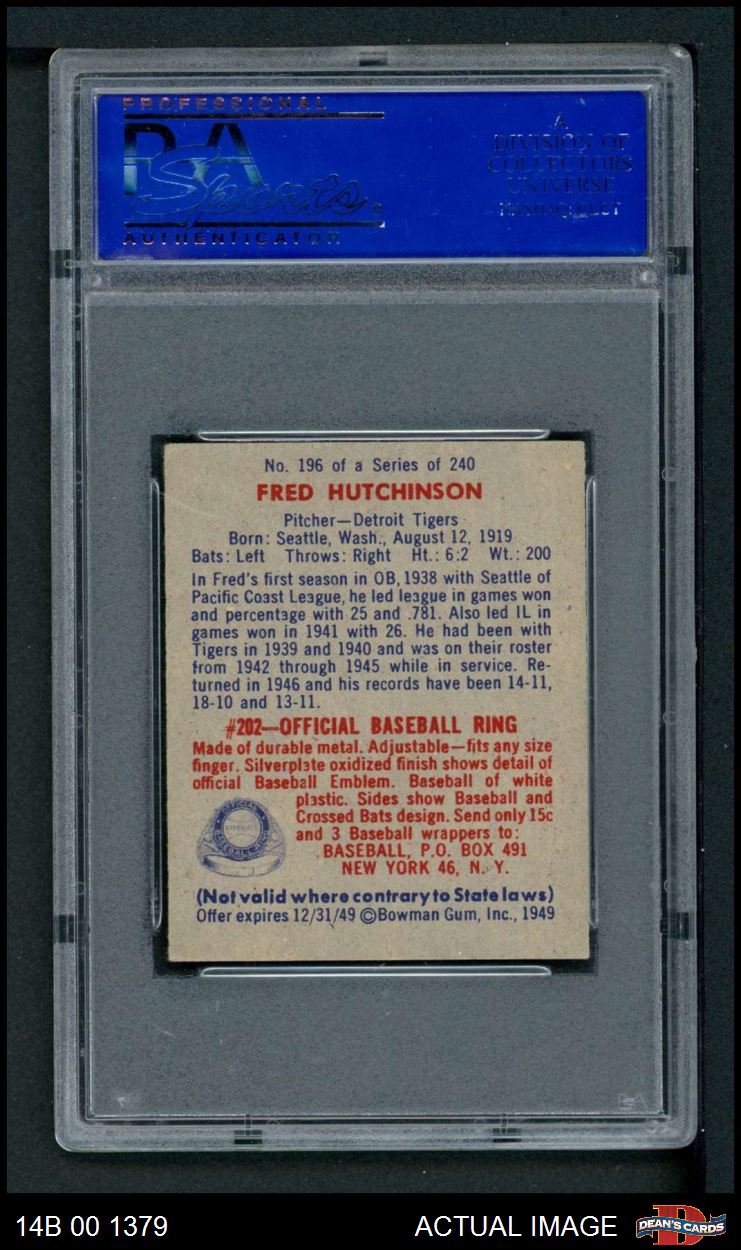 PROFESSIONAL
PSA
Sports
AUTHENTICATOR
A
DIVISION OF
COLLECTORS
UNIVERSE
NASDAQ: CLCT
No. 196 of a Series of 240
FRED HUTCHINSON
Pitcher—Detroit Tigers
Born: Seattle, Wash., August 12, 1919
Bats: Left Throws: Right Ht.: 6:2 Wt.: 200
In Fred's first season in OB, 1938 with Seattle of
Pacific Coast League, he led league in games won
and percentage with 25 and .781. Also led IL in
games won in 1941 with 26. He had been with
Tigers in 1939 and 1940 and was on their roster
from 1942 through 1945 while in service. Re-
turned in 1946 and his records have been 14-11,
18-10 and 13-11.
#202—OFFICIAL BASEBALL RING
Made of durable metal. Adjustable—fits any size
finger. Silverplate oxidized finish shows detail of
official Baseball Emblem. Baseball of white
plastic. Sides show Baseball and
Crossed Bats design. Send only 15c
and 3 Baseball wrappers to:
BASEBALL, P.O. BOX 491
NEW YORK 46, N. Y.
OFFICIAL
BASEBALL RING
(Not valid where contrary to State laws)
Offer expires 12/31/49 ©Bowman Gum, Inc., 1949
14B 00 1379
ACTUAL IMAGE
DEAN'S CARDS